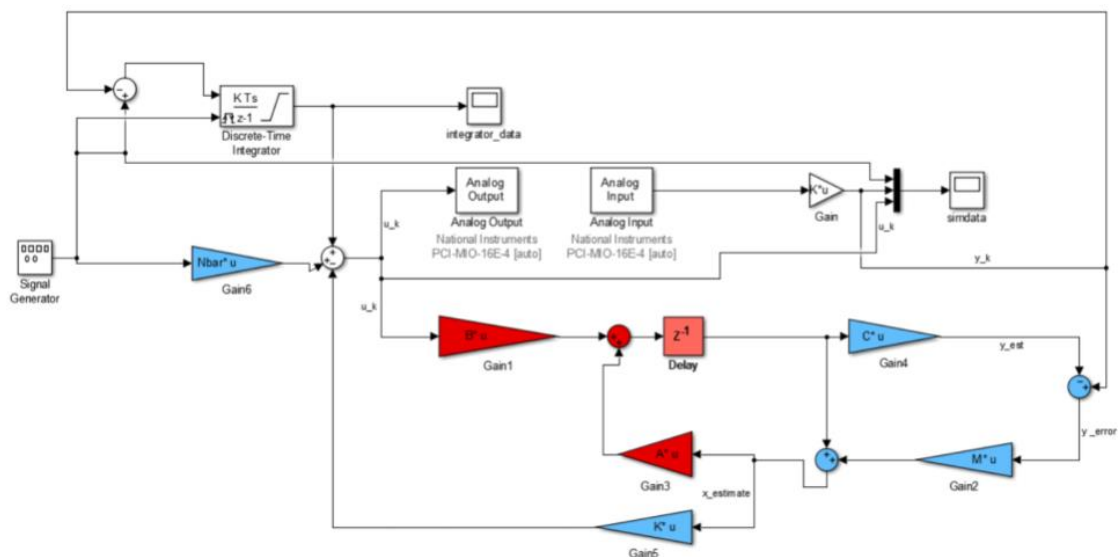 K Ts
z-1
Discrete-Time
Integrator
integrator_data
Analog
Output
Analog Output
National Instruments
PCI-MIO-16E-4 [auto]
Analog
Input
Analog Input
National Instruments
PCI-MIO-16E-4 [auto]
K*u
Gain
simdata
u_k
u_k
y_k
Signal
Generator
Nbar* u
Gain6
u_k
B* u
Gain1
z-1
Delay
C* u
Gain4
y_est
y_error
A* u
Gain3
x_estimate
M* u
Gain2
K* u
Gain5